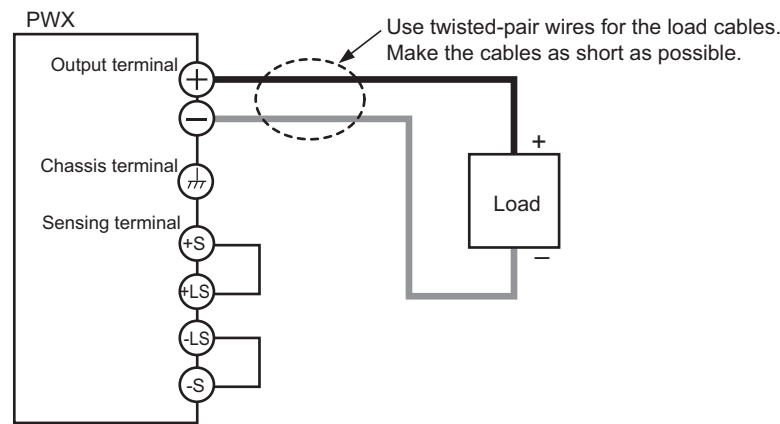 PWX
Use twisted-pair wires for the load cables.
Make the cables as short as possible.
Output terminal
+
−
Chassis terminal
Sensing terminal
+S
+LS
-LS
-S
+
Load
−